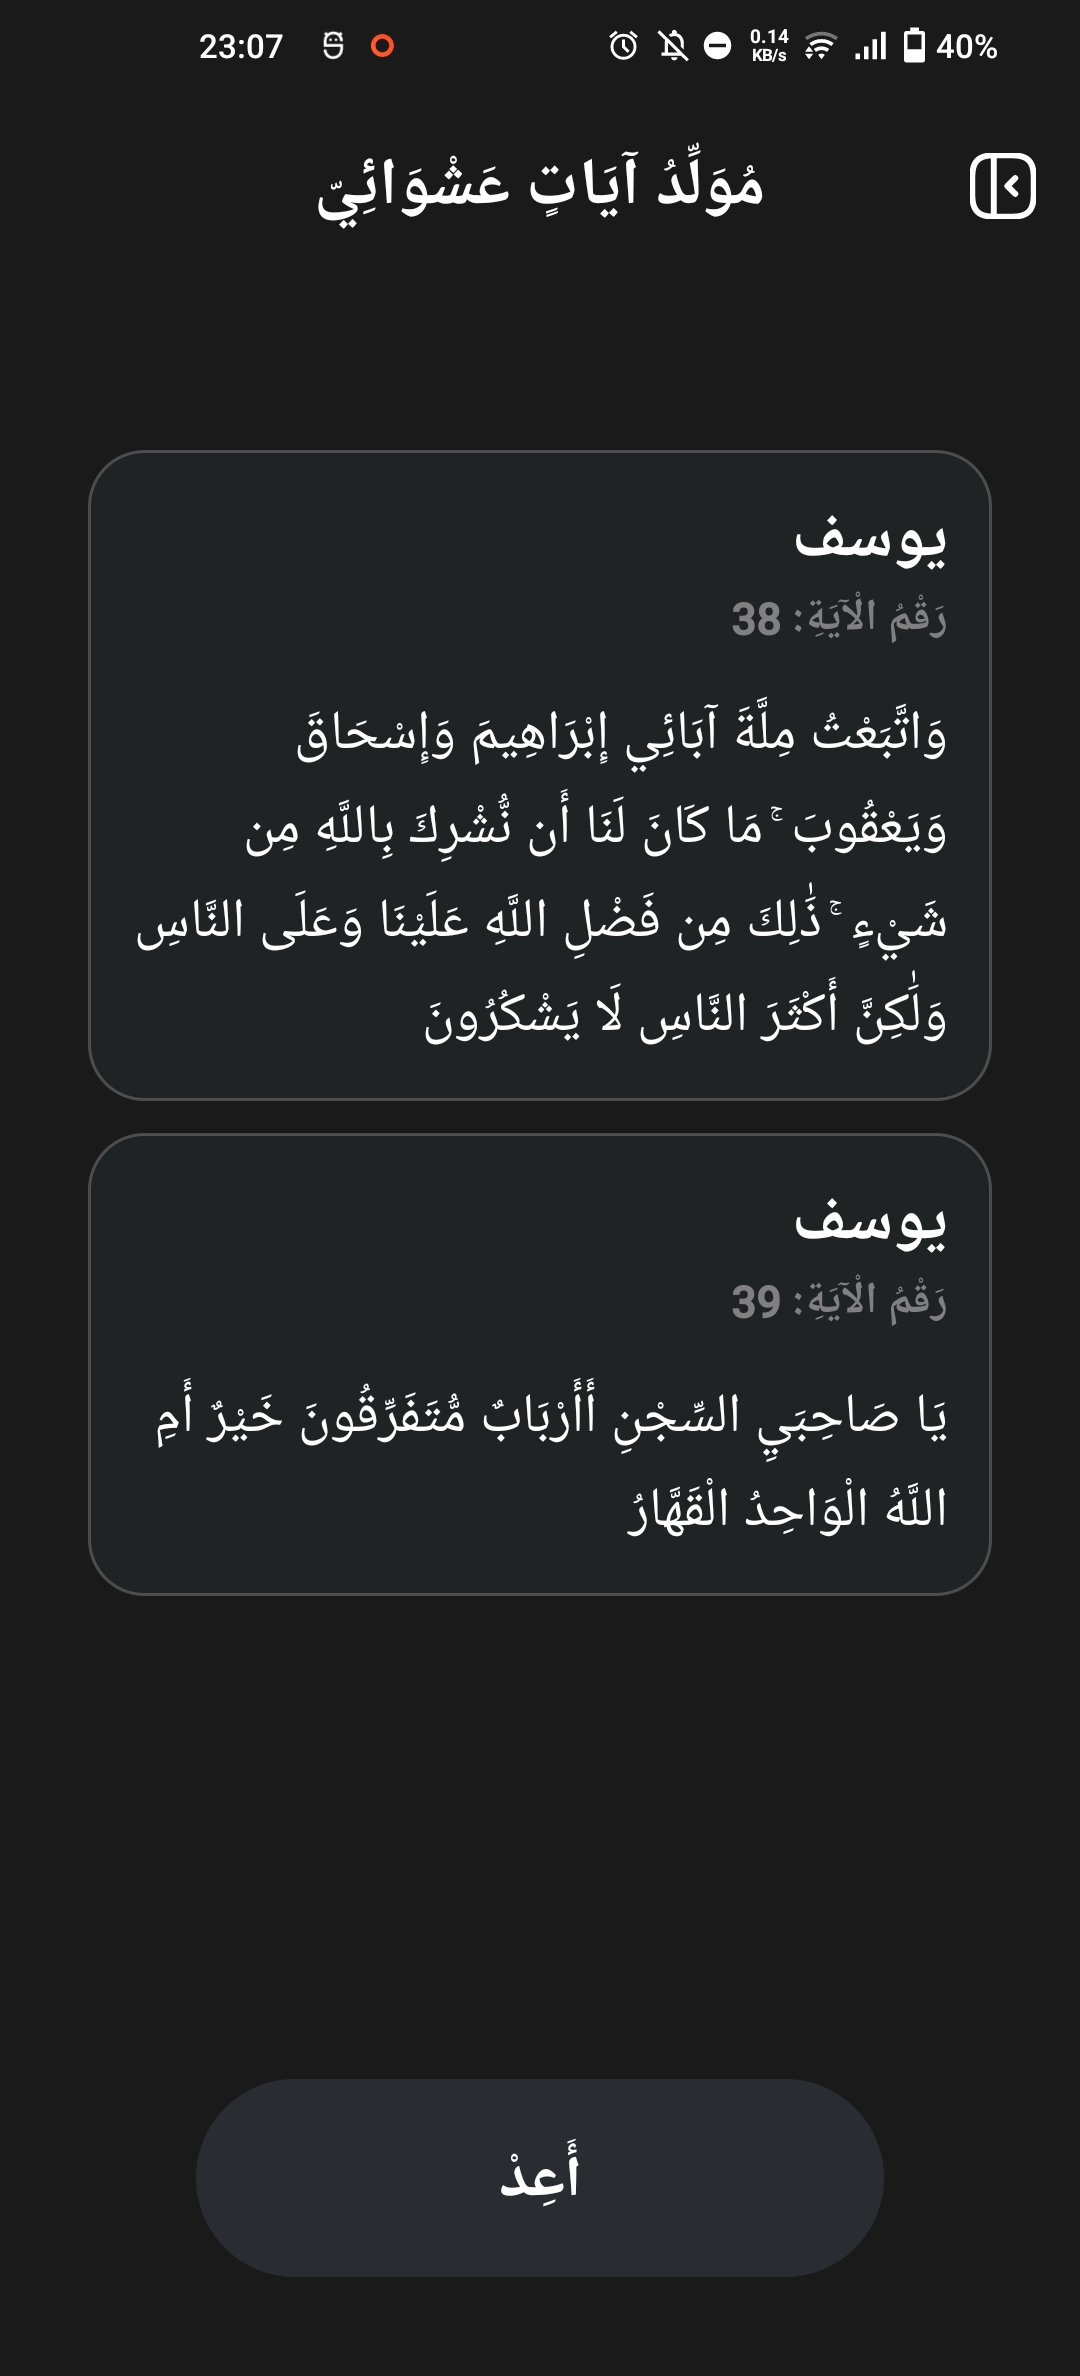 23:07
0.14
KB/s
40%
مُوَلِّدُ آيَاتٍ عَشْوَائِيّ
يوسف
رَقْمُ الْآيَةِ: 38
وَاتَّبَعْتُ مِلَّةَ آبَائِي إِبْرَاهِيمَ وَإِسْحَاقَ
وَيَعْقُوبَ ۚ مَا كَانَ لَنَا أَن نُّشْرِكَ بِاللَّهِ مِن
شَيْءٍ ۚ ذَٰلِكَ مِن فَضْلِ اللَّهِ عَلَيْنَا وَعَلَى النَّاسِ
وَلَٰكِنَّ أَكْثَرَ النَّاسِ لَا يَشْكُرُونَ
يوسف
رَقْمُ الْآيَةِ: 39
يَا صَاحِبَيِ السِّجْنِ أَأَرْبَابٌ مُّتَفَرِّقُونَ خَيْرٌ أَمِ
اللَّهُ الْوَاحِدُ الْقَهَّارُ
أَعِدْ